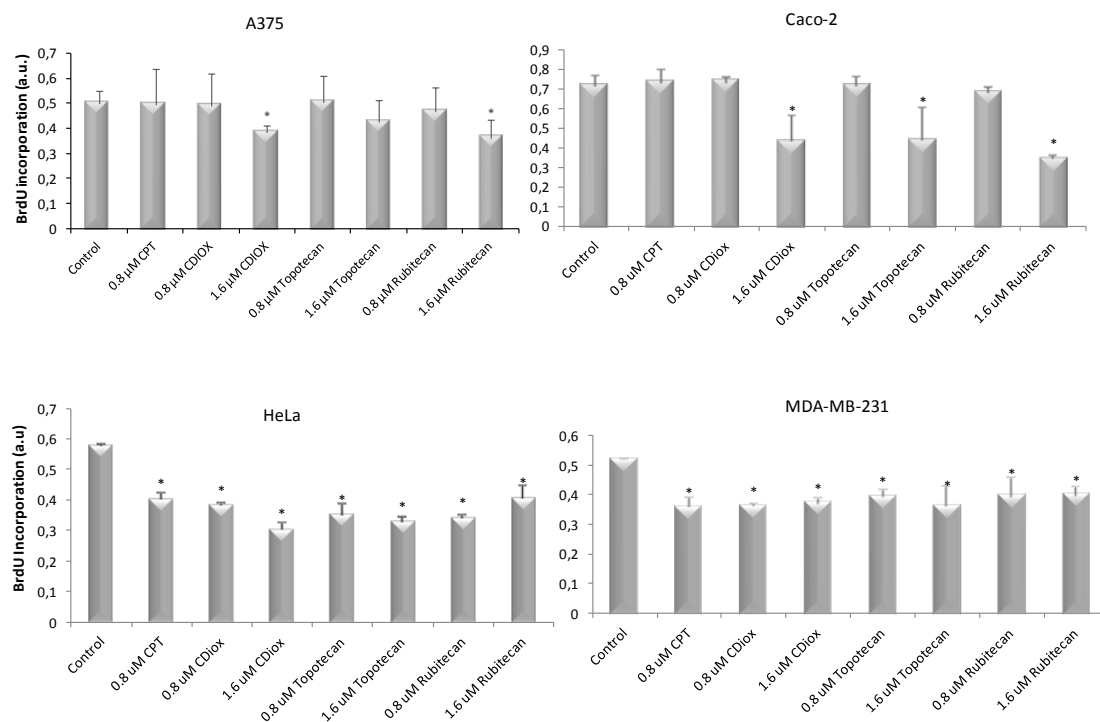 A375
BrdU incorporation (a.u.)
0,7
0,6
0,5
0,4
0,3
0,2
0,1
0
*
*
Control
0.8 µM CPT
0.8 µM CDIOX
1.6 µM CDIOX
0.8 µM Topotecan
1.6 µM Topotecan
0.8 µM Rubitecan
1.6 µM Rubitecan
Caco-2
0,9
0,8
0,7
0,6
0,5
0,4
0,3
0,2
0,1
0
*
*
*
Control
0.8 uM CPT
0.8 uM CDiox
1.6 uM CDiox
0.8 uM Topotecan
1.6 uM Topotecan
0.8 uM Rubitecan
1.6 uM Rubitecan
HeLa
BrdU Incorporation (a.u)
0,7
0,6
0,5
0,4
0,3
0,2
0,1
0
*
*
*
*
*
*
*
Control
0.8 uM CPT
0.8 uM CDiox
1.6 uM CDiox
0.8 uM Topotecan
1.6 uM Topotecan
0.8 uM Rubitecan
1.6 uM Rubitecan
MDA-MB-231
0,6
0,5
0,4
0,3
0,2
0,1
0
*
*
*
*
*
*
*
Control
0.8 uM CPT
0.8 uM CDiox
1.6 uM CDiox
0.8 uM Topotecan
1.6 uM Topotecan
0.8 uM Rubitecan
1.6 uM Rubitecan